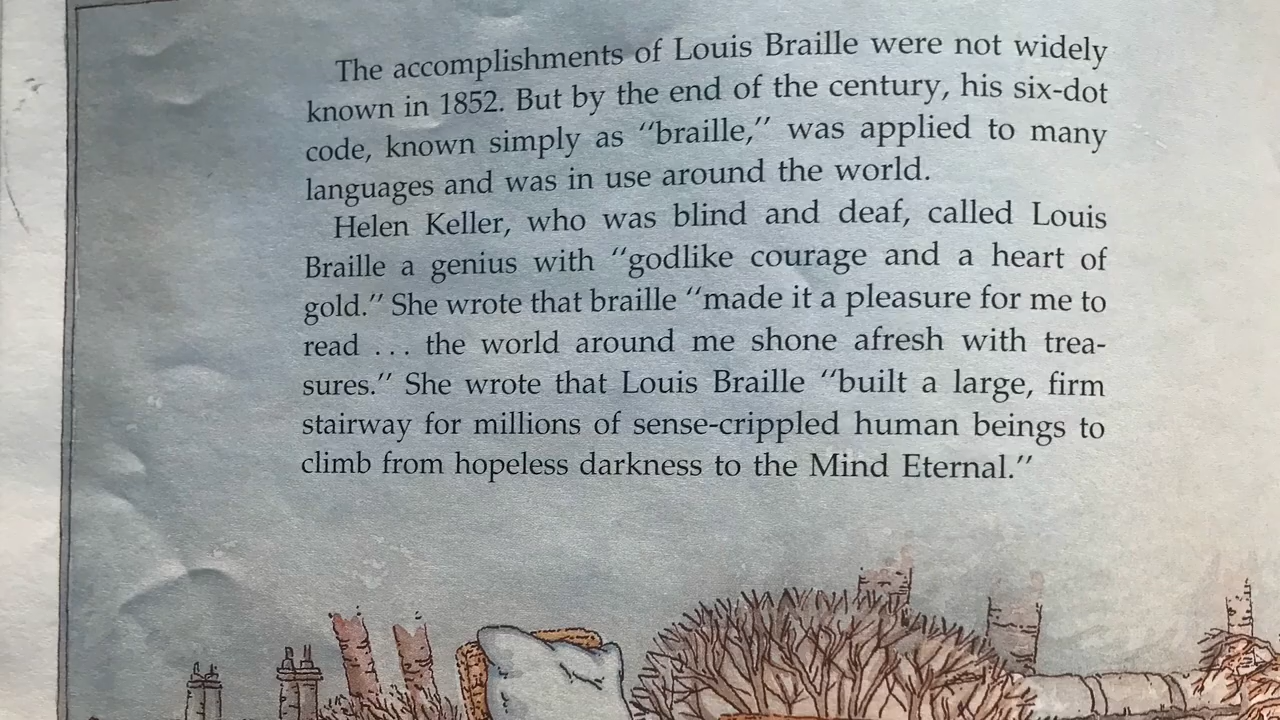 The accomplishments of Louis Braille were not widely
known in 1852. But by the end of the century, his six-dot
code, known simply as “braille,” was applied to many
languages and was in use around the world.
Helen Keller, who was blind and deaf, called Louis
Braille a genius with “godlike courage and a heart of
gold.” She wrote that braille “made it a pleasure for me to
read . . . the world around me shone afresh with trea-
sures.” She wrote that Louis Braille “built a large, firm
stairway for millions of sense-crippled human beings to
climb from hopeless darkness to the Mind Eternal.”